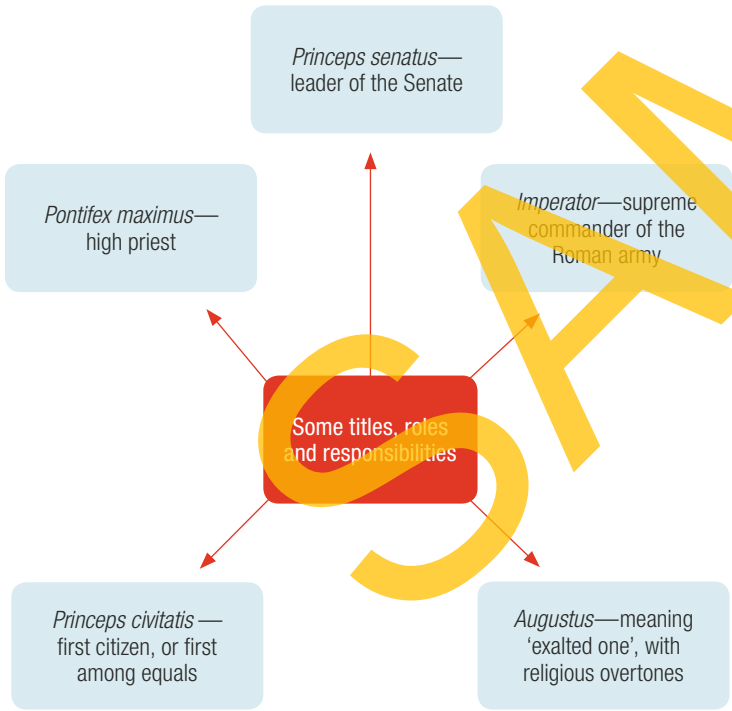 Princeps senatus—
leader of the Senate
Pontifex maximus—
high priest
Imperator—supreme
commander of the
Roman army
Some titles, roles
and responsibilities
Princeps civitatis —
first citizen, or first
among equals
Augustus—meaning
‘exalted one’, with
religious overtones
SAM